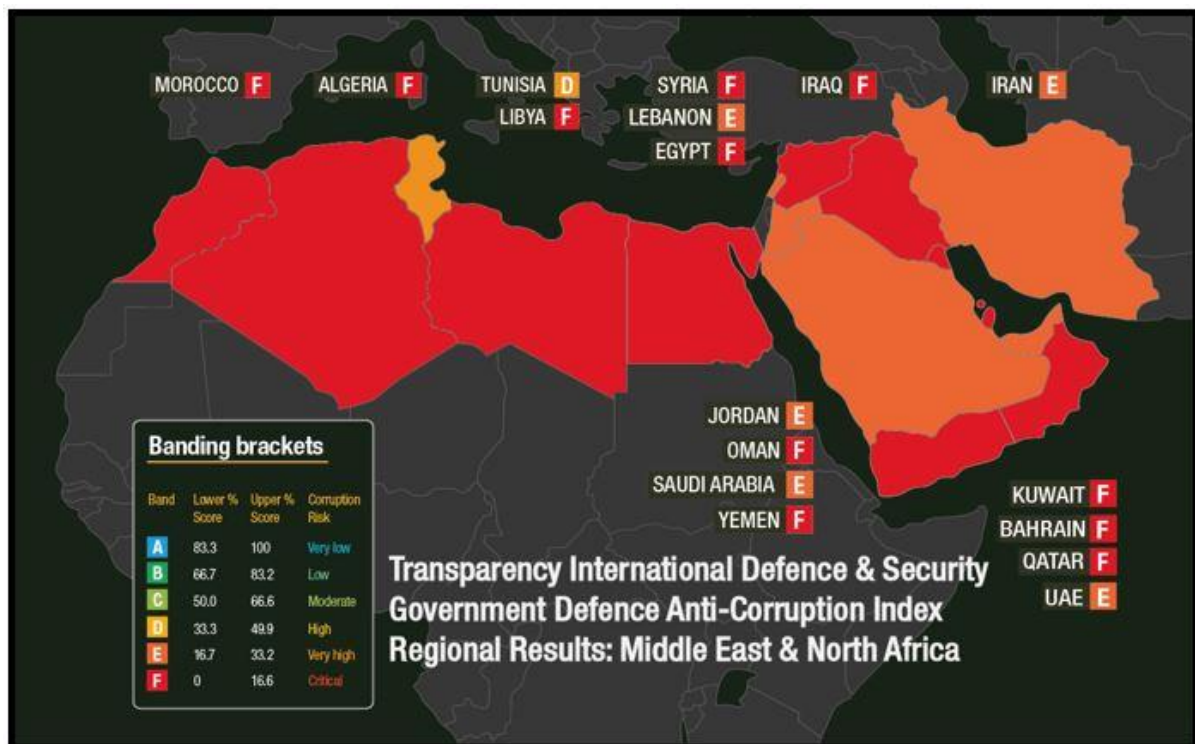 MOROCCO F
ALGERIA F
TUNISIA D
LIBYA F
SYRIA F
LEBANON E
EGYPT F
IRAQ F
IRAN E
JORDAN E
OMAN F
SAUDI ARABIA E
YEMEN F
KUWAIT F
BAHRAIN F
QATAR F
UAE E
Banding brackets
Band Lower % Score Upper % Score Corruption Risk
A 83.3 100 Very low
B 66.7 83.2 Low
C 50.0 66.6 Moderate
D 33.3 49.9 High
E 16.7 33.2 Very high
F 0 16.6 Critical
Transparency International Defence & Security
Government Defence Anti-Corruption Index
Regional Results: Middle East & North Africa